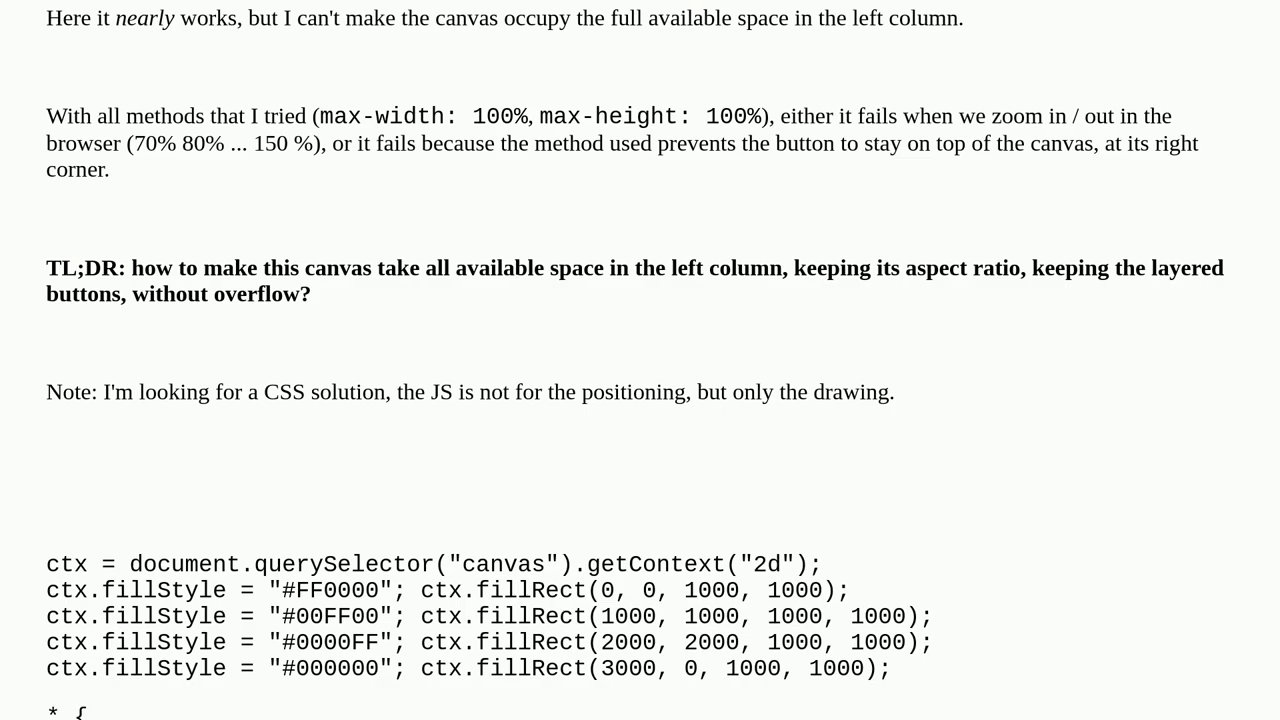 Here it nearly works, but I can't make the canvas occupy the full available space in the left column.
With all methods that I tried (max-width: 100%, max-height: 100%), either it fails when we zoom in / out in the
browser (70% 80% ... 150 %), or it fails because the method used prevents the button to stay on top of the canvas, at its right
corner.
TL;DR: how to make this canvas take all available space in the left column, keeping its aspect ratio, keeping the layered
buttons, without overflow?
Note: I'm looking for a CSS solution, the JS is not for the positioning, but only the drawing.
ctx = document.querySelector("canvas").getContext("2d");
ctx.fillStyle = "#FF0000"; ctx.fillRect(0, 0, 1000, 1000);
ctx.fillStyle = "#00FF00"; ctx.fillRect(1000, 1000, 1000, 1000);
ctx.fillStyle = "#0000FF"; ctx.fillRect(2000, 2000, 1000, 1000);
ctx.fillStyle = "#000000"; ctx.fillRect(3000, 0, 1000, 1000);
* {